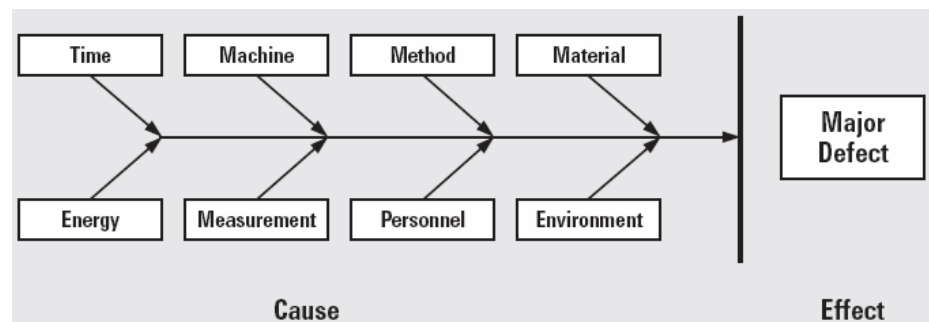 Time
Machine
Method
Material
Major
Defect
Energy
Measurement
Personnel
Environment
Cause
Effect